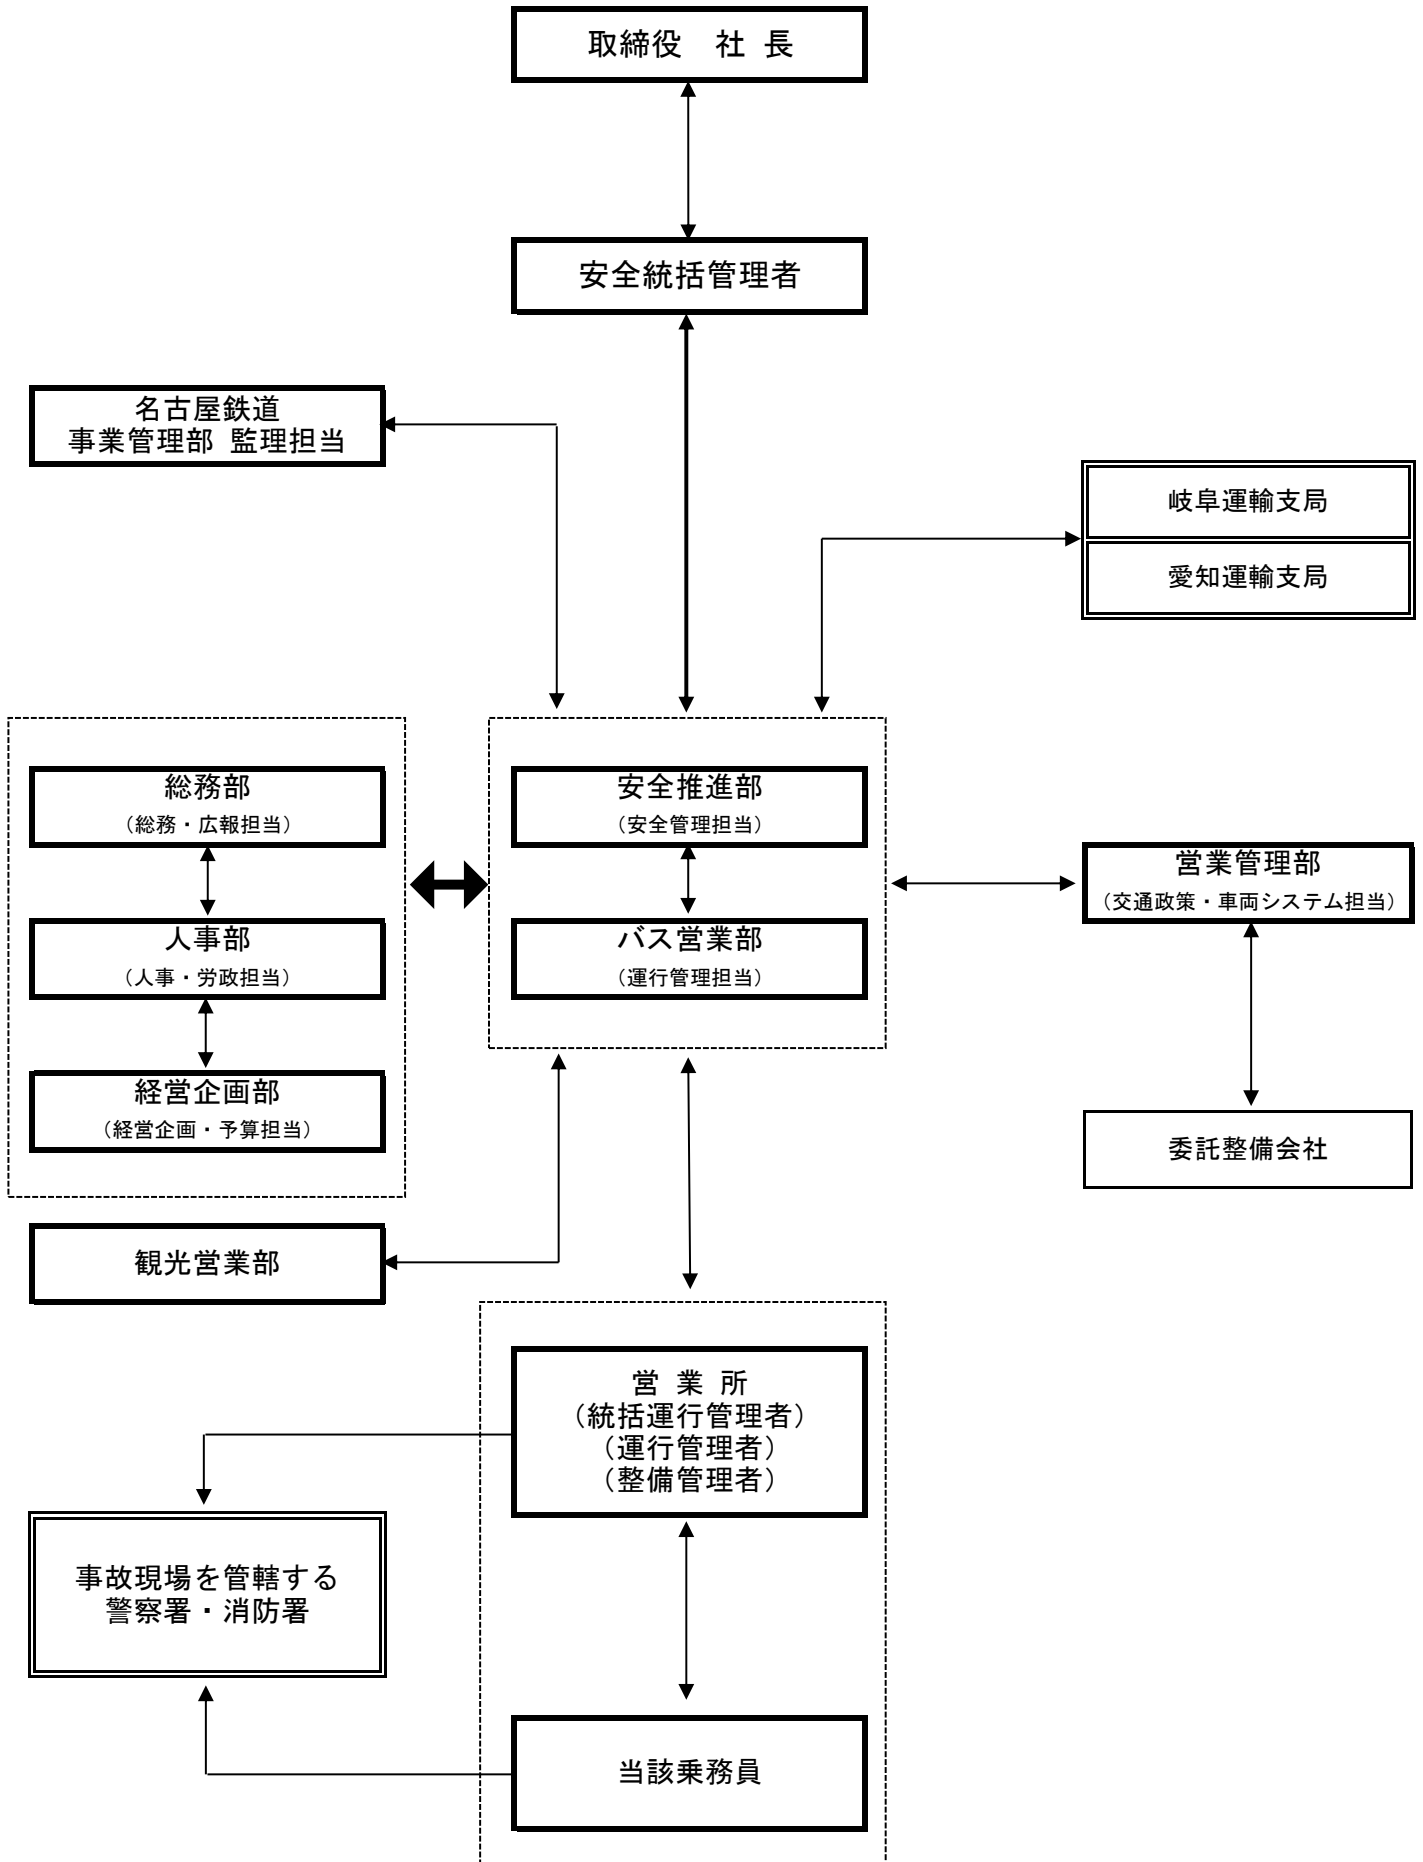 取締役　社 長
安全統括管理者
名古屋鉄道
事業管理部 監理担当
岐阜運輸支局
愛知運輸支局
総務部
（総務・広報担当）
人事部
（人事・労政担当）
経営企画部
（経営企画・予算担当）
安全推進部
（安全管理担当）
バス営業部
（運行管理担当）
営業管理部
（交通政策・車両システム担当）
委託整備会社
観光営業部
営 業 所
（統括運行管理者）
（運行管理者）
（整備管理者）
事故現場を管轄する
警察署・消防署
当該乗務員